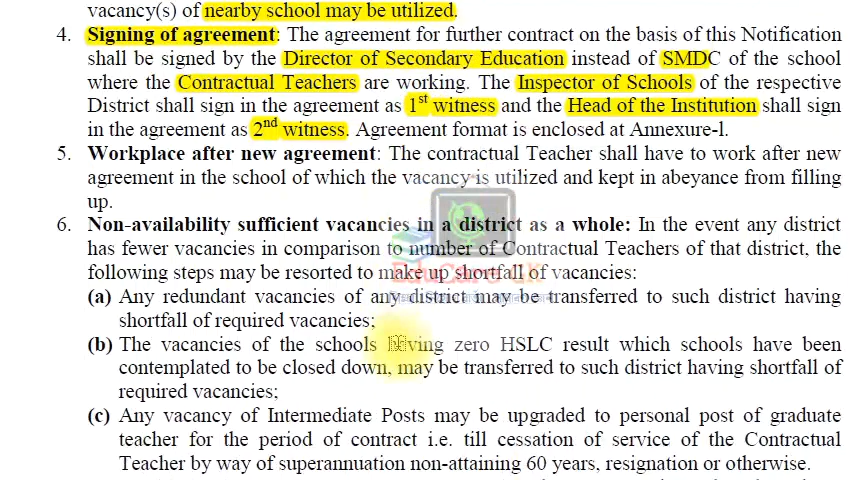 vacancy(s) of nearby school may be utilized.
4. Signing of agreement: The agreement for further contract on the basis of this Notification
shall be signed by the Director of Secondary Education instead of SMDC of the school
where the Contractual Teachers are working. The Inspector of Schools of the respective
District shall sign in the agreement as 1st witness and the Head of the Institution shall sign
in the agreement as 2nd witness. Agreement format is enclosed at Annexure-l.
5. Workplace after new agreement: The contractual Teacher shall have to work after new
agreement in the school of which the vacancy is utilized and kept in abeyance from filling
up.
6. Non-availability sufficient vacancies in a district as a whole: In the event any district
has fewer vacancies in comparison to number of Contractual Teachers of that district, the
following steps may be resorted to make up shortfall of vacancies:
(a) Any redundant vacancies of any district may be transferred to such district having
shortfall of required vacancies;
(b) The vacancies of the schools having zero HSLC result which schools have been
contemplated to be closed down, may be transferred to such district having shortfall of
required vacancies;
(c) Any vacancy of Intermediate Posts may be upgraded to personal post of graduate
teacher for the period of contract i.e. till cessation of service of the Contractual
Teacher by way of superannuation non-attaining 60 years, resignation or otherwise.